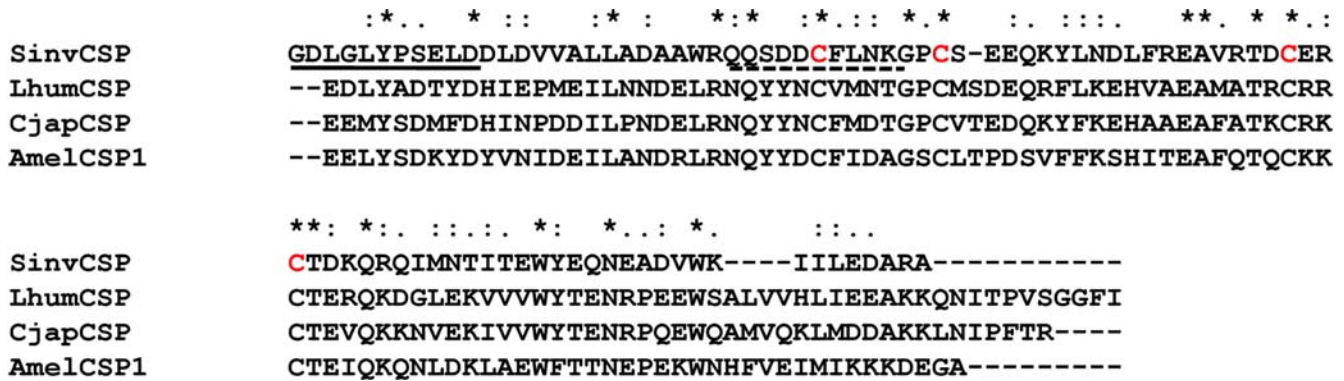 :*. . * :: :* : *:* :*. * *.* :. :::. **. * *.:
SinvCSP GDLGLYPSELDDLDVVALLADAAWRQQSDDCFLNKGPCS-EEQKYLNDLFREAVRTDCER
LhumCSP --EDLYADTYDHIEPMEILNNDELRNQYYNCVMNTGPCMSDEQRFLKEHVAEAMATRCRR
CjapCSP --EEMYSDMFDHINPDDILPNDELRNQYYNCFMDTGPCVTEDQKYFKEHAAEAFATKCRK
AmelCSP1 --EELYSDKYDYVNIDEILANDRLRNQYYDCFIDAGSCLTPDSVFFKSHITEAFQTQCKK
**: *:. ::.:. *: *..: *. ::..
SinvCSP CTDKQRQIMNTITEWYEQNEADVWK----IILEDARA------------
LhumCSP CTERQKDGLEKVVVWYTENRPEEWSALVVHLIEEAKKQNITPVSGGFI
CjapCSP CTEVQKKNVEKIVVWYTENRPQEWQAMVQKLMDDAKKLNIPFTR----
AmelCSP1 CTEIQKQNLDKLAEWFTTNEPEKWNHFVEIMIKKKDEGA---------